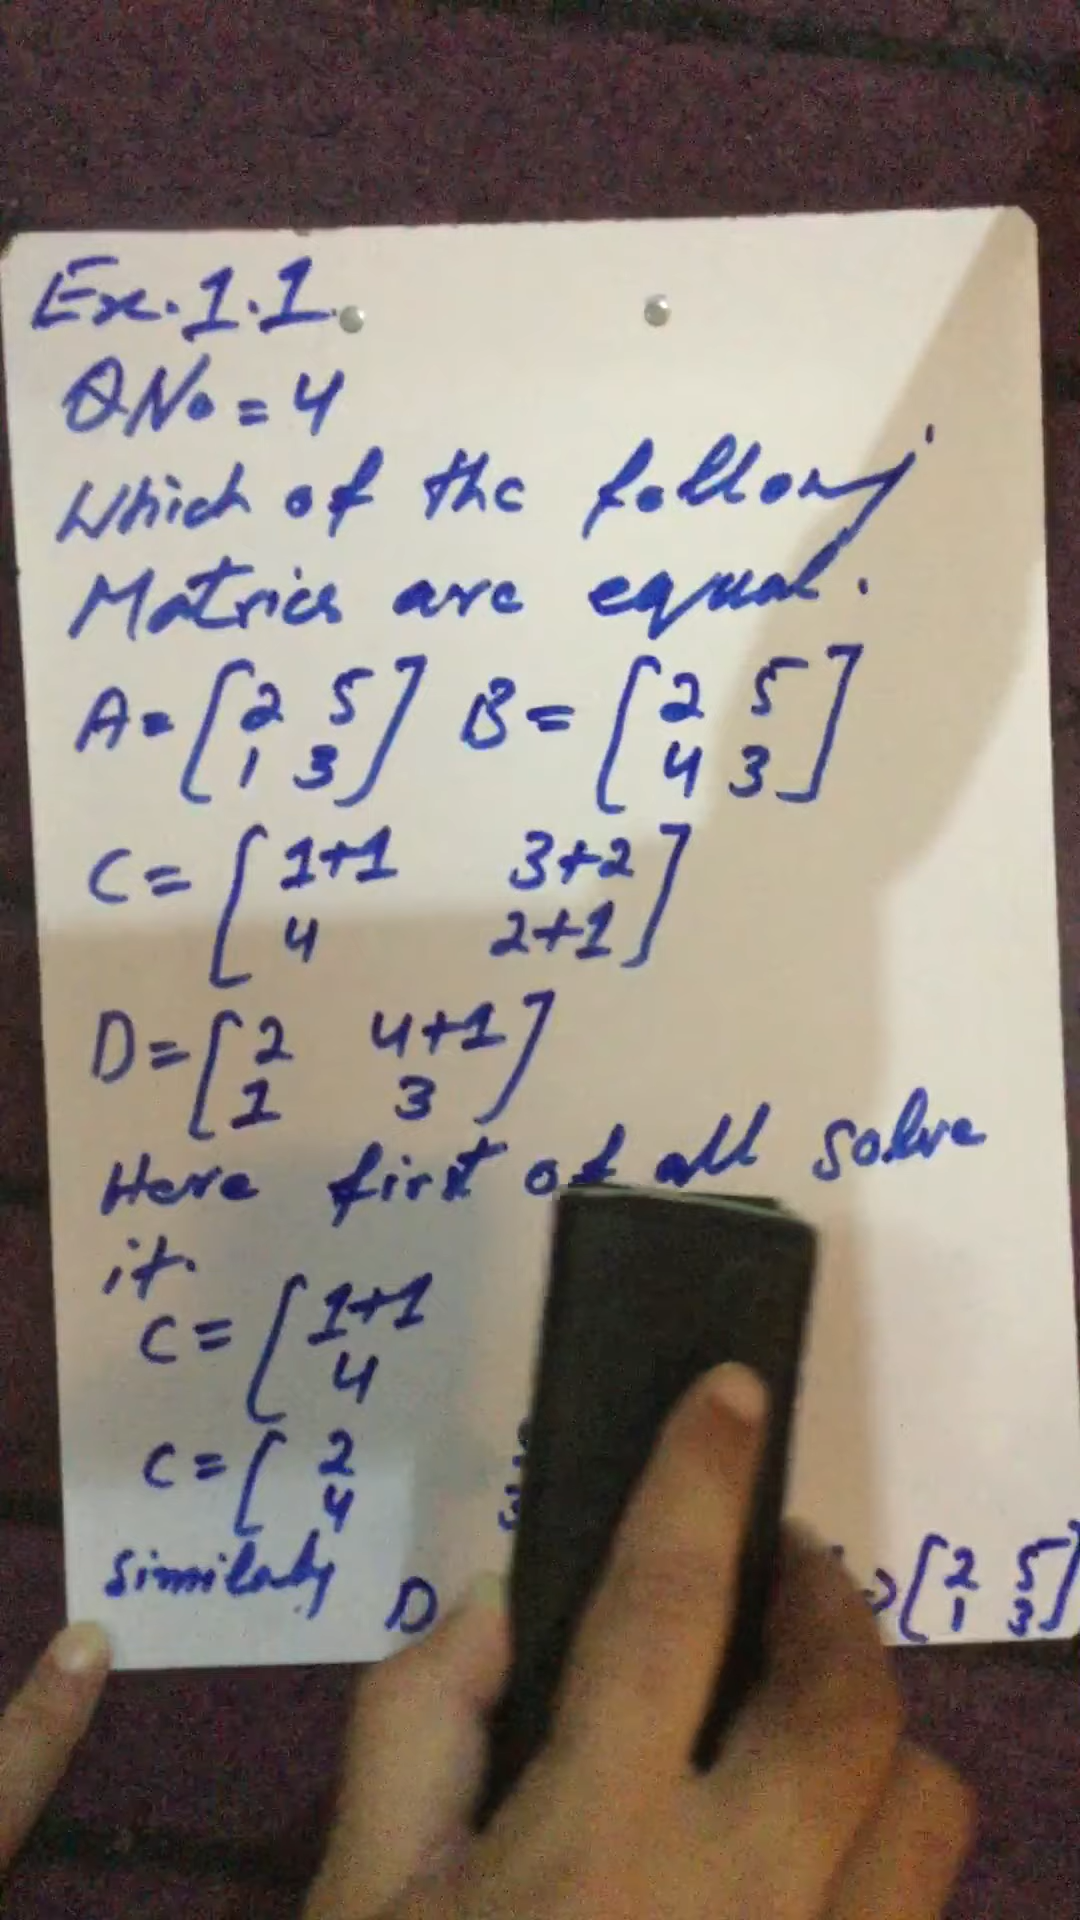 Ex. 1.1.
Q No = 4
Which of the following
Matrices are equal.
A = [2 5 B = [2 5
1 3] 4 3]
C = [1+1 3+2
4 2+1]
D = [2 4+1
1 3]
Here first of all solve
it.
C = [1+1
4
C = [2
4 3
Similarly D => [2 5
1 3]